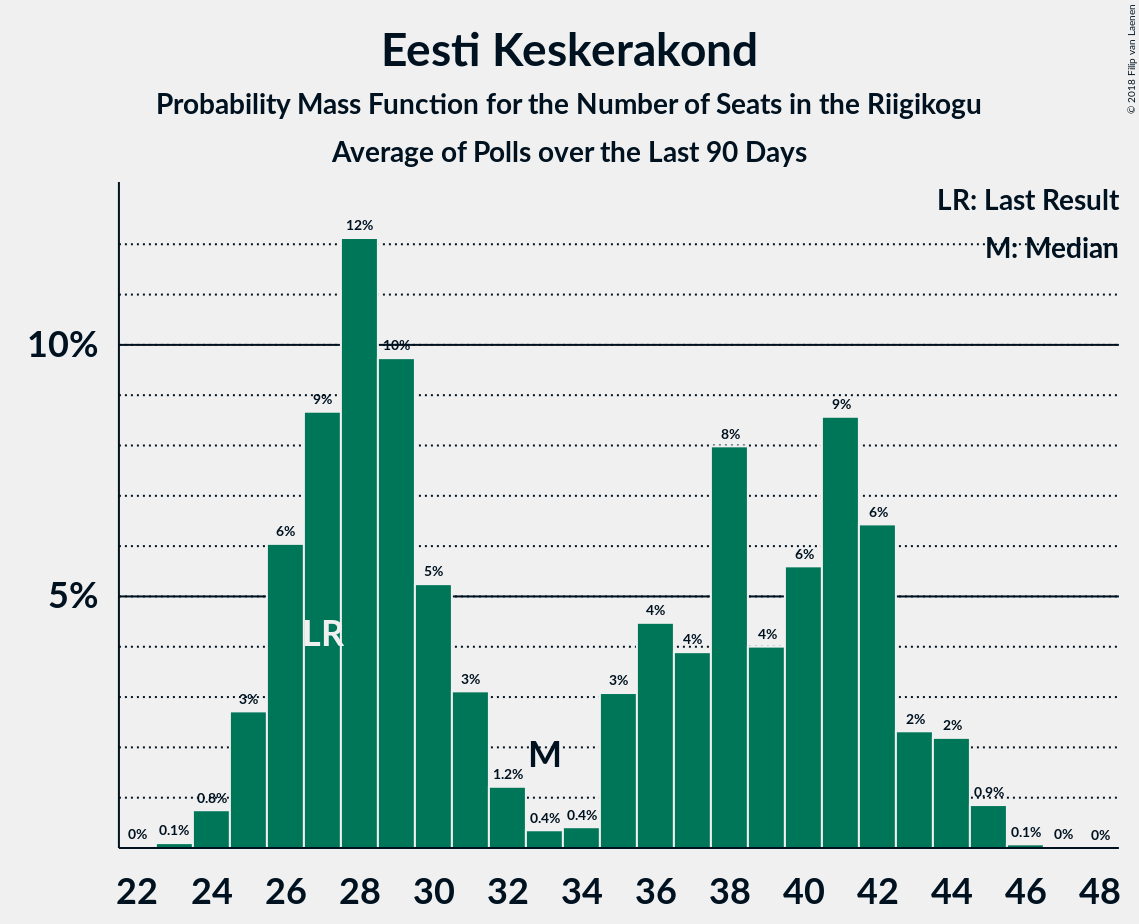 © 2018 Filip van Laenen
Eesti Keskerakond
Probability Mass Function for the Number of Seats in the Riigikogu
Average of Polls over the Last 90 Days
LR: Last Result
M: Median
10%
5%
0% 0.1% 0.8% 3% 6% 9% 12% 10% 5% 3% 1.2% 0.4% 0.4% 3% 4% 4% 8% 4% 6% 9% 6% 2% 2% 0.9% 0.1% 0% 0%
LR
M
22 24 26 28 30 32 34 36 38 40 42 44 46 48